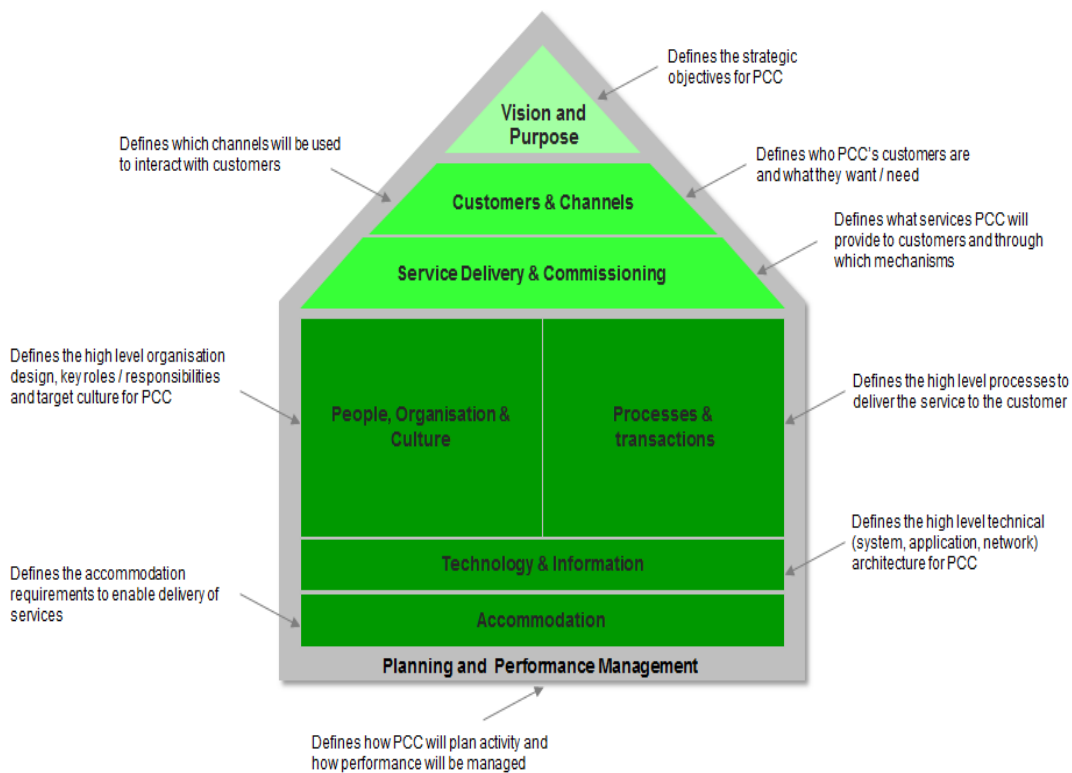 Defines the strategic
objectives for PCC
Vision and
Purpose
Defines which channels will be used
to interact with customers
Defines who PCC's customers are
and what they want / need
Customers & Channels
Defines what services PCC will
provide to customers and through
which mechanisms
Service Delivery & Commissioning
Defines the high level organisation
design, key roles / responsibilities
and target culture for PCC
People, Organisation &
Culture
Processes &
transactions
Defines the high level processes to
deliver the service to the customer
Defines the high level technical
(system, application, network)
architecture for PCC
Technology & Information
Defines the accommodation
requirements to enable delivery of
services
Accommodation
Planning and Performance Management
Defines how PCC will plan activity and
how performance will be managed